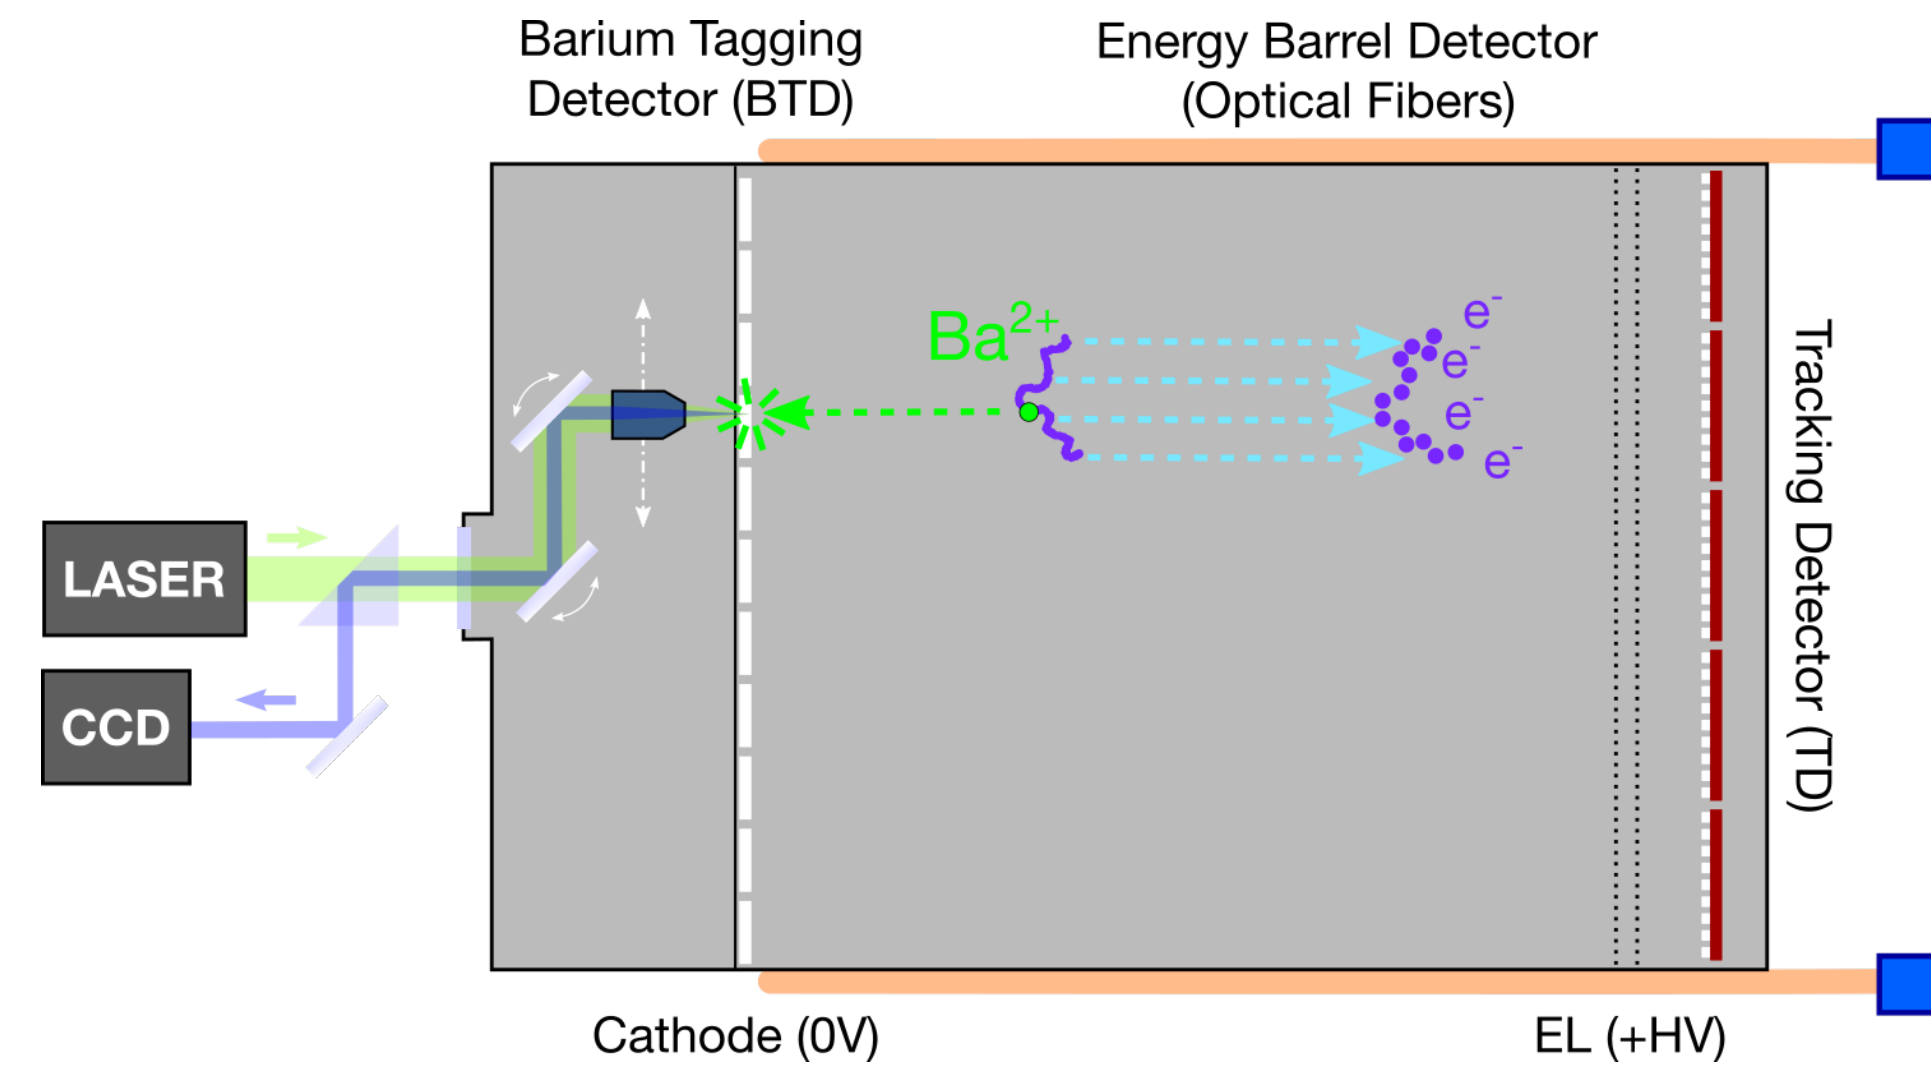 Barium Tagging
Detector (BTD)
Energy Barrel Detector
(Optical Fibers)
Ba²⁺
e⁻
e⁻
e⁻
e⁻
LASER
CCD
Tracking Detector (TD)
Cathode (0V)
EL (+HV)